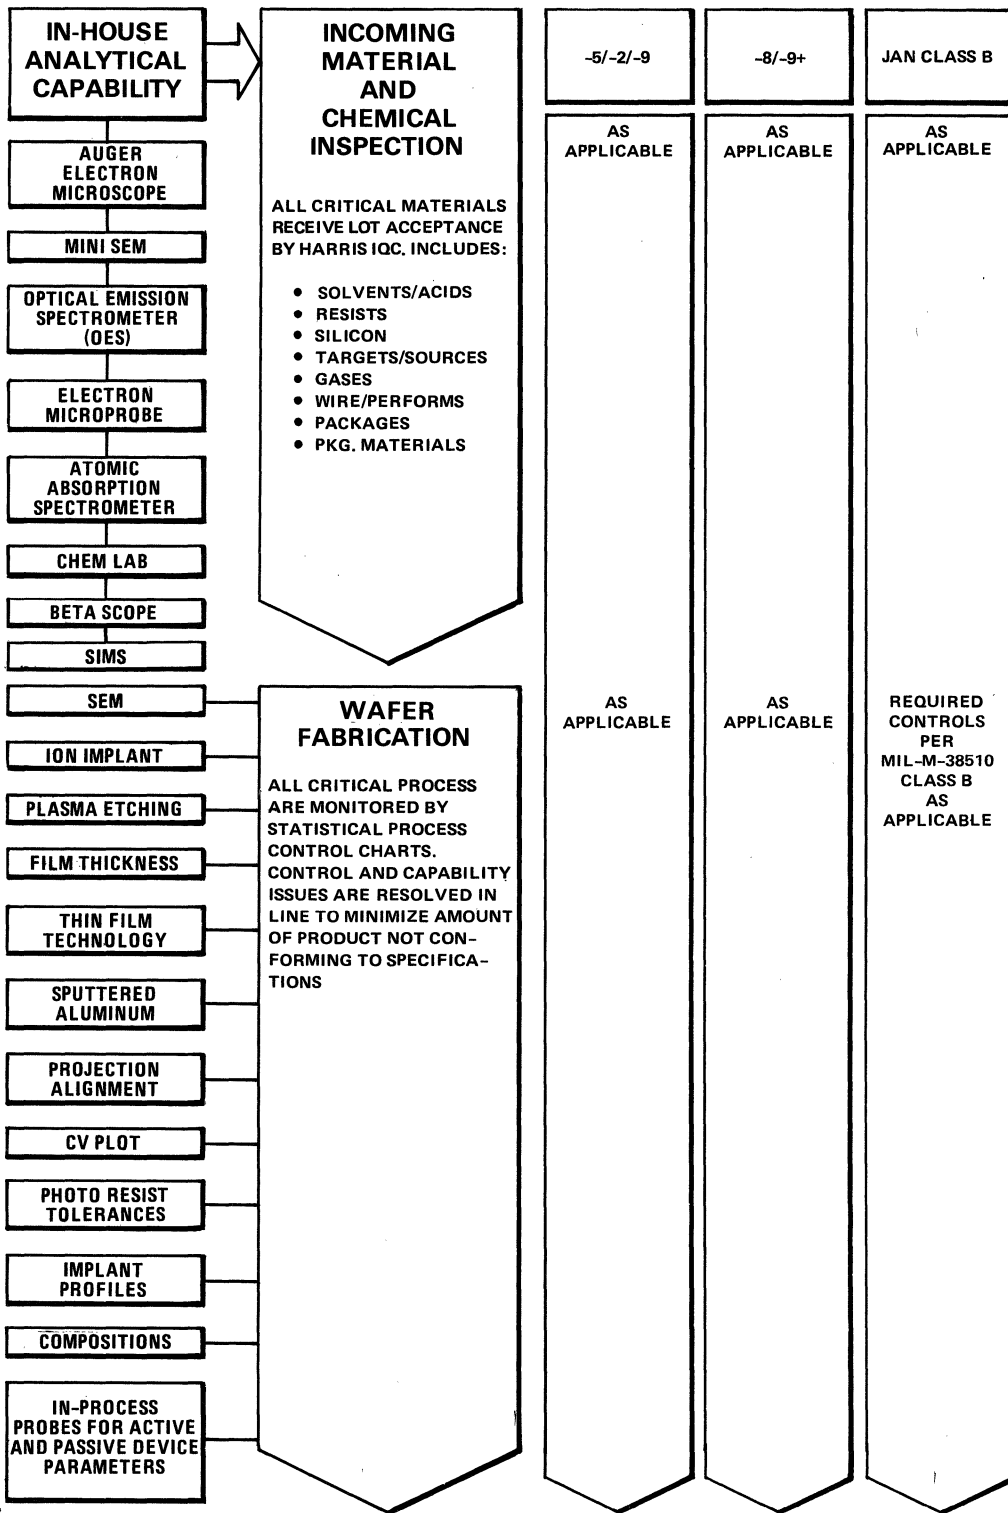 IN-HOUSE
ANALYTICAL
CAPABILITY
AUGER
ELECTRON
MICROSCOPE
MINI SEM
OPTICAL EMISSION
SPECTROMETER
(OES)
ELECTRON
MICROPROBE
ATOMIC
ABSORPTION
SPECTROMETER
CHEM LAB
BETA SCOPE
SIMS
SEM
ION IMPLANT
PLASMA ETCHING
FILM THICKNESS
THIN FILM
TECHNOLOGY
SPUTTERED
ALUMINUM
PROJECTION
ALIGNMENT
CV PLOT
PHOTO RESIST
TOLERANCES
IMPLANT
PROFILES
COMPOSITIONS
IN-PROCESS
PROBES FOR ACTIVE
AND PASSIVE DEVICE
PARAMETERS
INCOMING
MATERIAL
AND
CHEMICAL
INSPECTION
ALL CRITICAL MATERIALS
RECEIVE LOT ACCEPTANCE
BY HARRIS IQC. INCLUDES:
• SOLVENTS/ACIDS
• RESISTS
• SILICON
• TARGETS/SOURCES
• GASES
• WIRE/PERFORMS
• PACKAGES
• PKG. MATERIALS
WAFER
FABRICATION
ALL CRITICAL PROCESS
ARE MONITORED BY
STATISTICAL PROCESS
CONTROL CHARTS.
CONTROL AND CAPABILITY
ISSUES ARE RESOLVED IN
LINE TO MINIMIZE AMOUNT
OF PRODUCT NOT CON-
FORMING TO SPECIFICA-
TIONS
-5/-2/-9
AS
APPLICABLE
AS
APPLICABLE
-8/-9+
AS
APPLICABLE
AS
APPLICABLE
JAN CLASS B
AS
APPLICABLE
REQUIRED
CONTROLS
PER
MIL-M-38510
CLASS B
AS
APPLICABLE